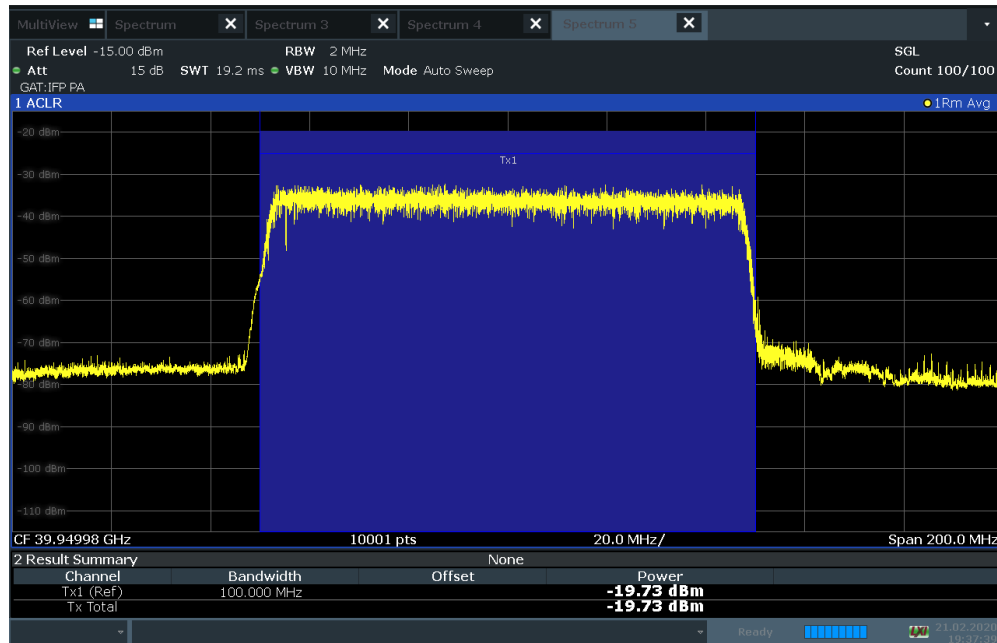 MultiView Spectrum X Spectrum 3 X Spectrum 4 X Spectrum 5 X
Ref Level -15.00 dBm RBW 2 MHz SGL
Att 15 dB SWT 19.2 ms VBW 10 MHz Mode Auto Sweep Count 100/100
GAT:IFP PA
1 ACLR 1Rm Avg
-20 dBm
Tx1
-30 dBm
-40 dBm
-50 dBm
-60 dBm
-70 dBm
-80 dBm
-90 dBm
-100 dBm
-110 dBm
CF 39.94998 GHz 10001 pts 20.0 MHz/ Span 200.0 MHz
2 Result Summary None
Channel Bandwidth Offset Power
Tx1 (Ref) 100.000 MHz -19.73 dBm
Tx Total -19.73 dBm
Ready LXI 21.02.2020
19:37:39